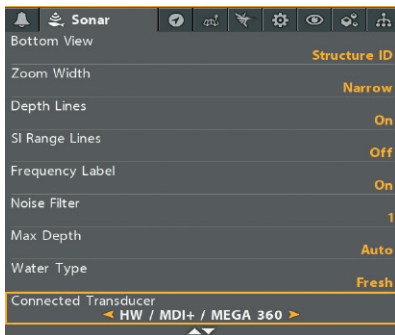 Sonar
Bottom View
Structure ID
Zoom Width
Narrow
Depth Lines
On
SI Range Lines
Off
Frequency Label
On
Noise Filter
1
Max Depth
Auto
Water Type
Fresh
Connected Transducer
HW / MDI+ / MEGA 360